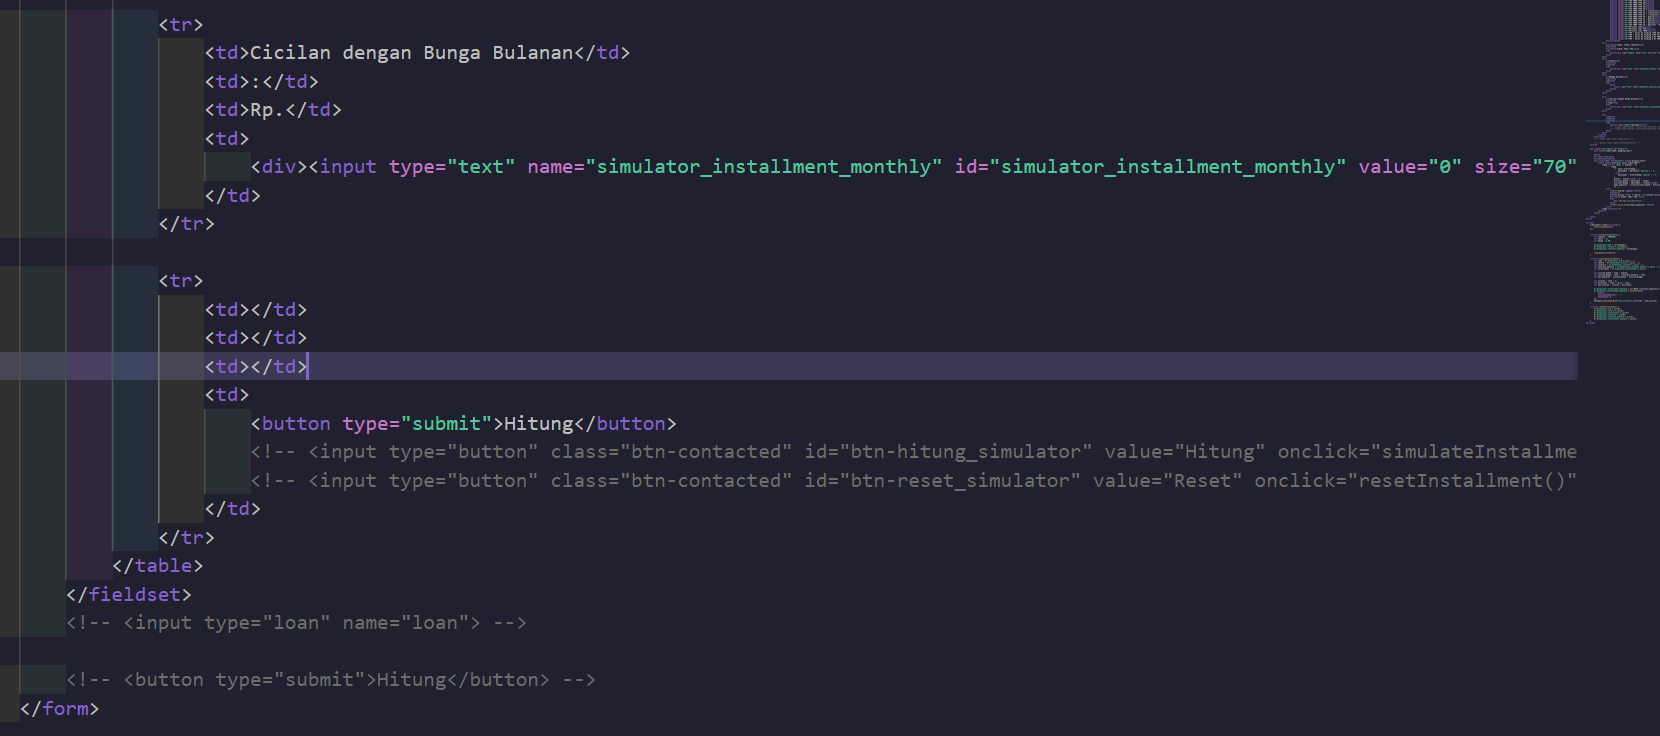 <tr>
<td>Cicilan dengan Bunga Bulanan</td>
<td>:</td>
<td>Rp.</td>
<td>
<div><input type="text" name="simulator_installment_monthly" id="simulator_installment_monthly" value="0" size="70"
</td>
</tr>
<tr>
<td></td>
<td></td>
<td></td>
<td>
<button type="submit">Hitung</button>
<!-- <input type="button" class="btn-contacted" id="btn-hitung_simulator" value="Hitung" onclick="simulateInstallme
<!-- <input type="button" class="btn-contacted" id="btn-reset_simulator" value="Reset" onclick="resetInstallment()"
</td>
</tr>
</table>
</fieldset>
<!-- <input type="loan" name="loan"> -->
<!-- <button type="submit">Hitung</button> -->
</form>